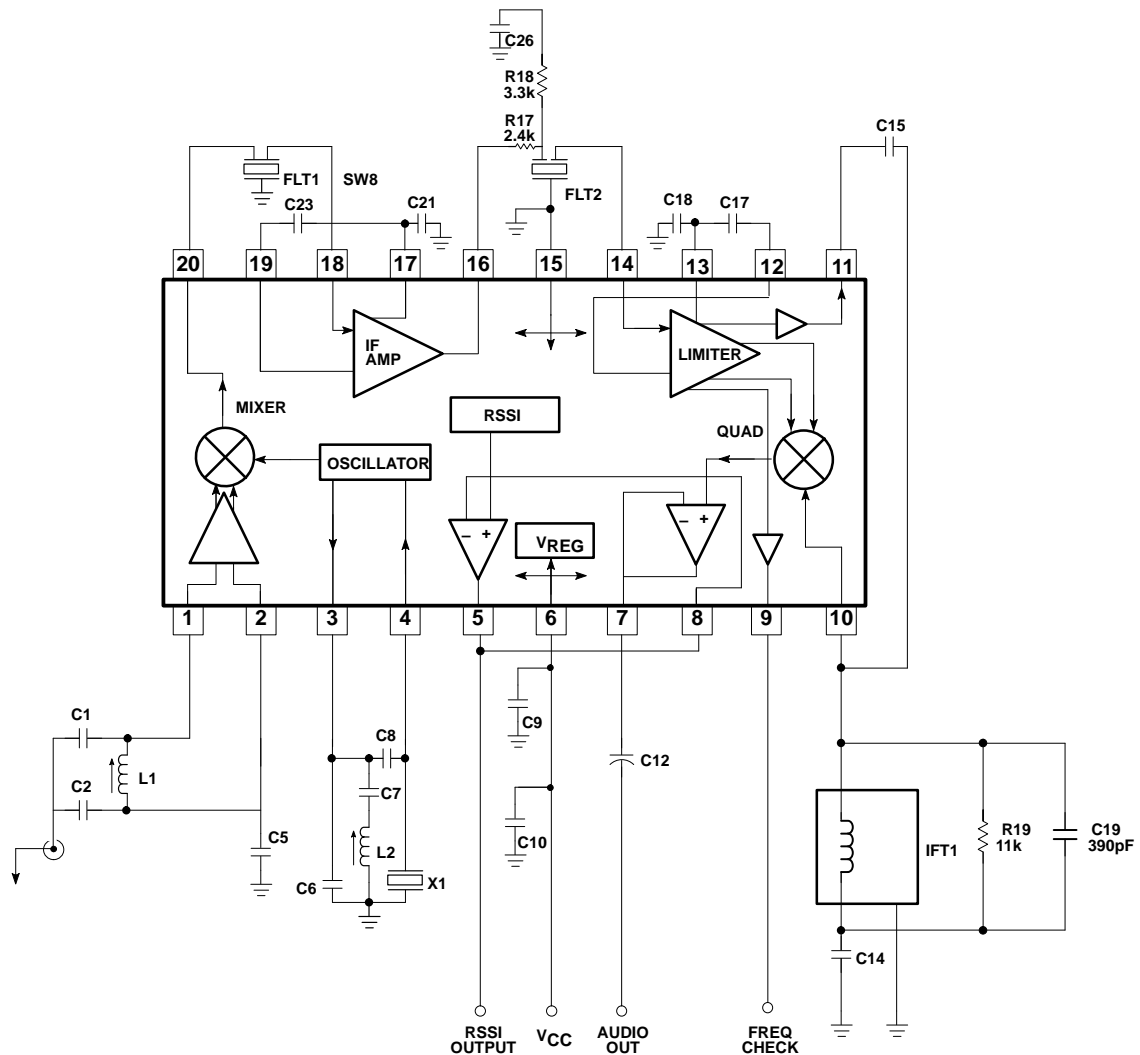 C26
R18
3.3k
R17
2.4k
C15
FLT1
SW8
FLT2
C23
C21
C18
C17
20
19
18
17
16
15
14
13
12
11
IF
AMP
LIMITER
MIXER
RSSI
QUAD
OSCILLATOR
– +
– +
VREG
1
2
3
4
5
6
7
8
9
10
C1
C2
L1
C5
C8
C7
L2
C6
X1
C9
C10
C12
IFT1
R19
11k
C19
390pF
C14
RSSI
OUTPUT
VCC
AUDIO
OUT
FREQ
CHECK